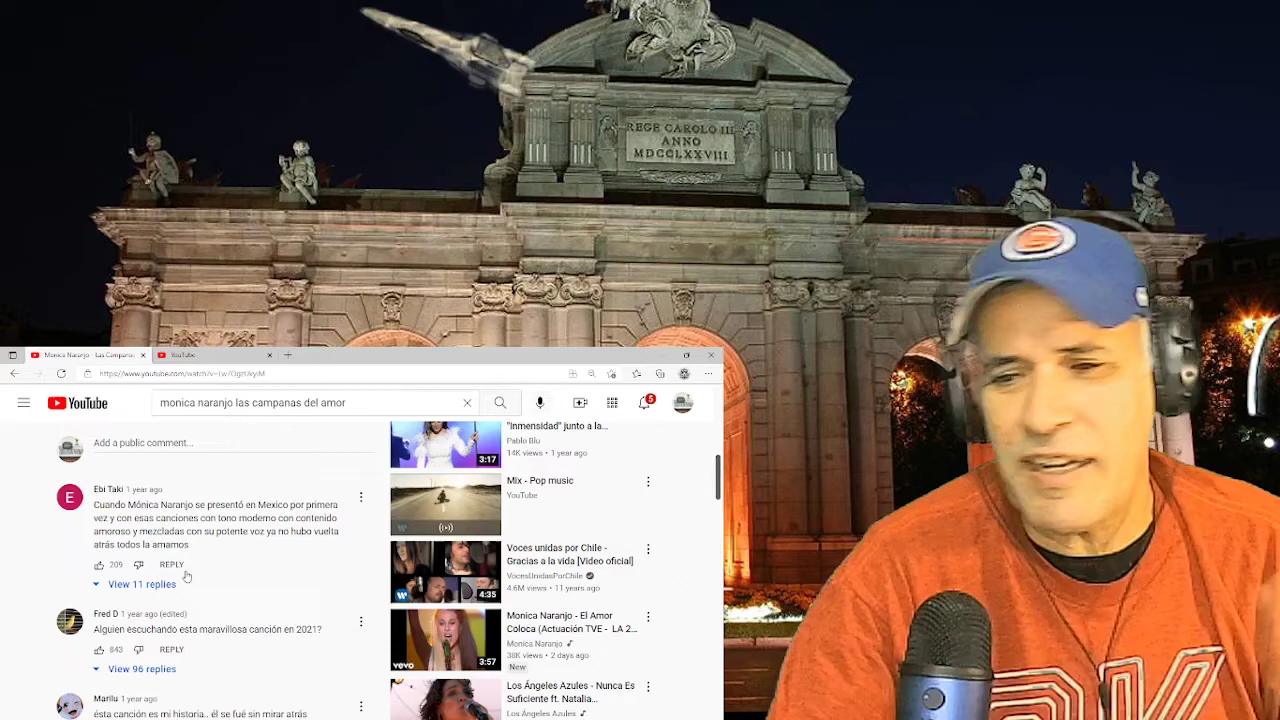 REGE CAROLO III
ANNO
MDCCLXXVIII
Monica Naranjo - Las Campanas
YouTube
YouTube
monica naranjo las campanas del amor
5
Add a public comment...
E
Ebi Taki 1 year ago
Cuando Mónica Naranjo se presentó en Mexico por primera
vez y con esas canciones con tono moderno con contenido
amoroso y mezcladas con su potente voz ya no hubo vuelta
atrás todos la amamos
209 REPLY
View 11 replies
Fred D 1 year ago (edited)
Alguien escuchando esta maravillosa canción en 2021?
843 REPLY
View 96 replies
Marilu 1 year ago
ésta canción es mi historia.. él se fué sin mirar atrás
3:17
"Inmensidad" junto a la...
Pablo Blu
14K views • 1 year ago
Mix - Pop music
YouTube
4:35
Voces unidas por Chile -
Gracias a la vida [Video oficial]
VocesUnidasPorChile
4.6M views • 11 years ago
vevo
3:57
Monica Naranjo - El Amor
Coloca (Actuación TVE - LA 2...
Monica Naranjo
38K views • 2 days ago
New
Los Ángeles Azules - Nunca Es
Suficiente ft. Natalia...
Los Ángeles Azules